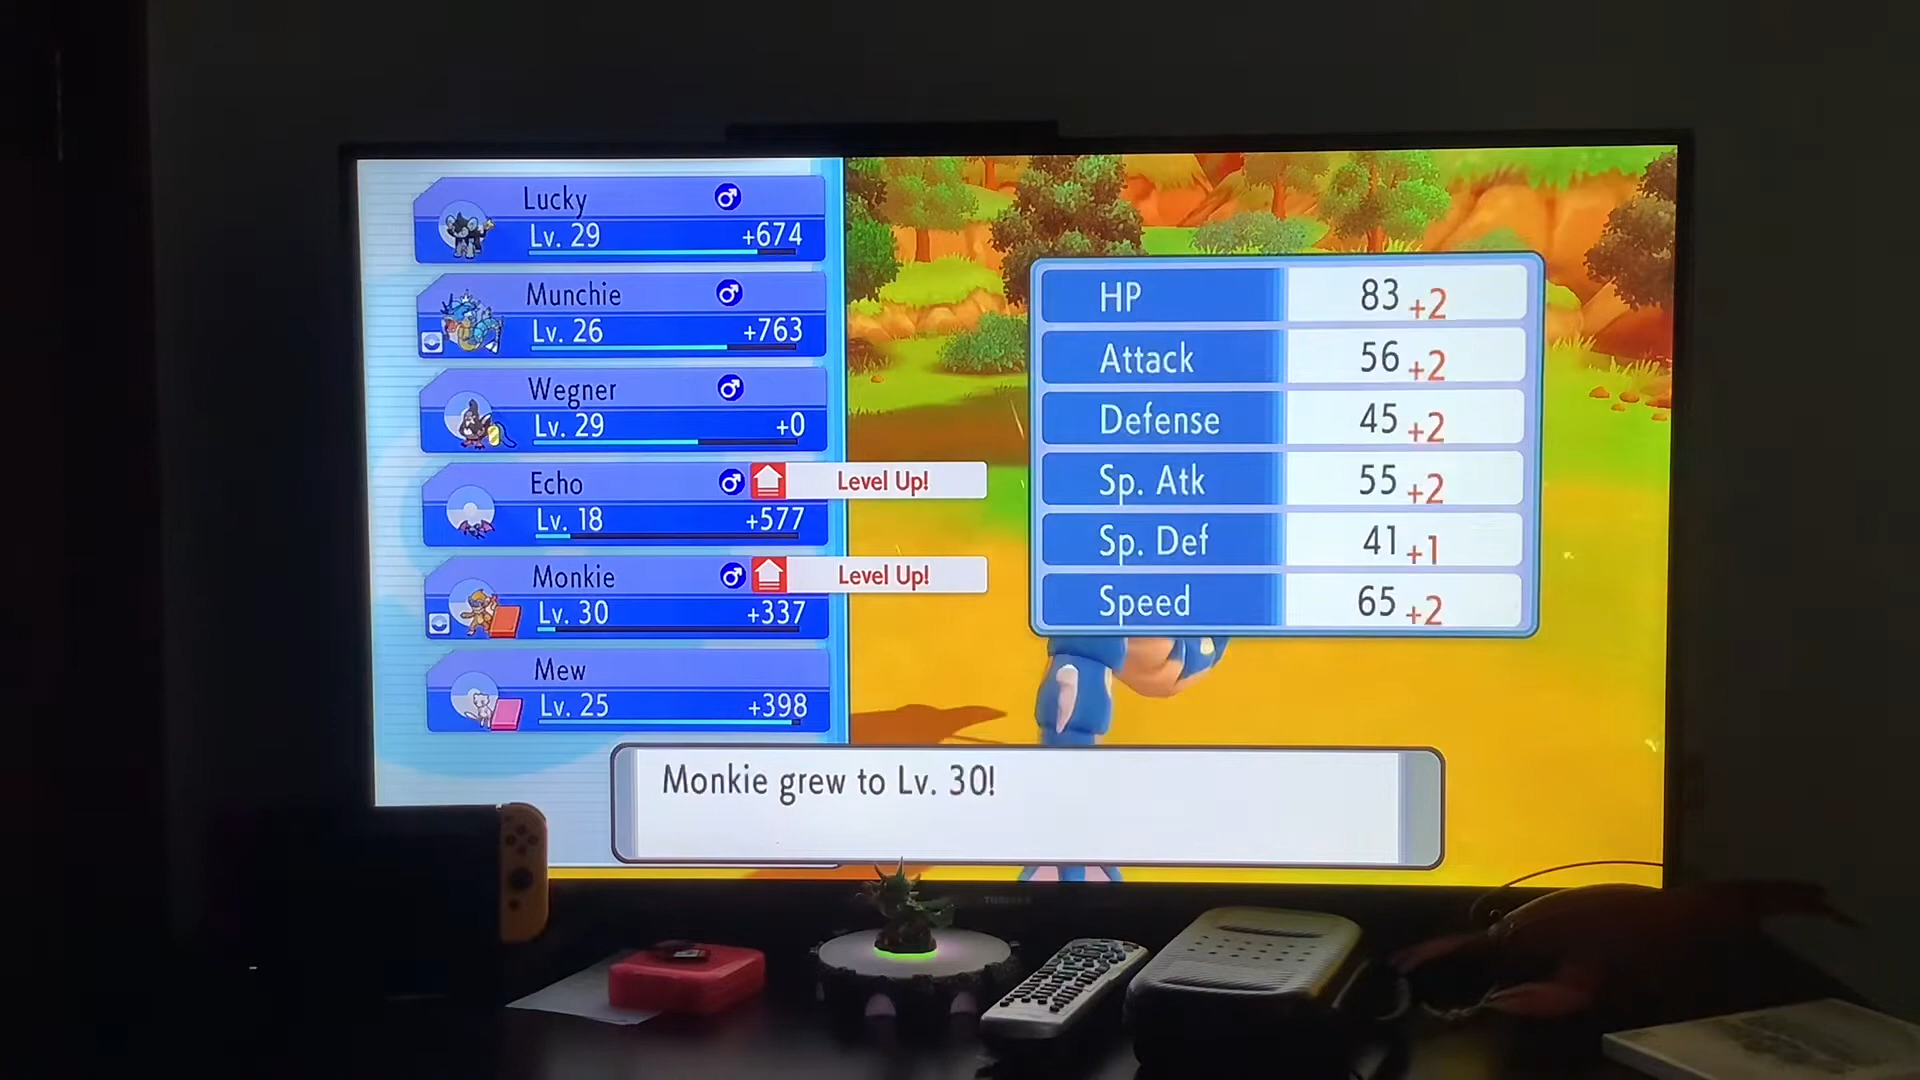 Lucky ♂
Lv. 29 +674
Munchie ♂
Lv. 26 +763
Wegner ♂
Lv. 29 +0
Echo ♂ Level Up!
Lv. 18 +577
Monkie ♂ Level Up!
Lv. 30 +337
Mew
Lv. 25 +398
HP 83 +2
Attack 56 +2
Defense 45 +2
Sp. Atk 55 +2
Sp. Def 41 +1
Speed 65 +2
Monkie grew to Lv. 30!
TOSHIBA